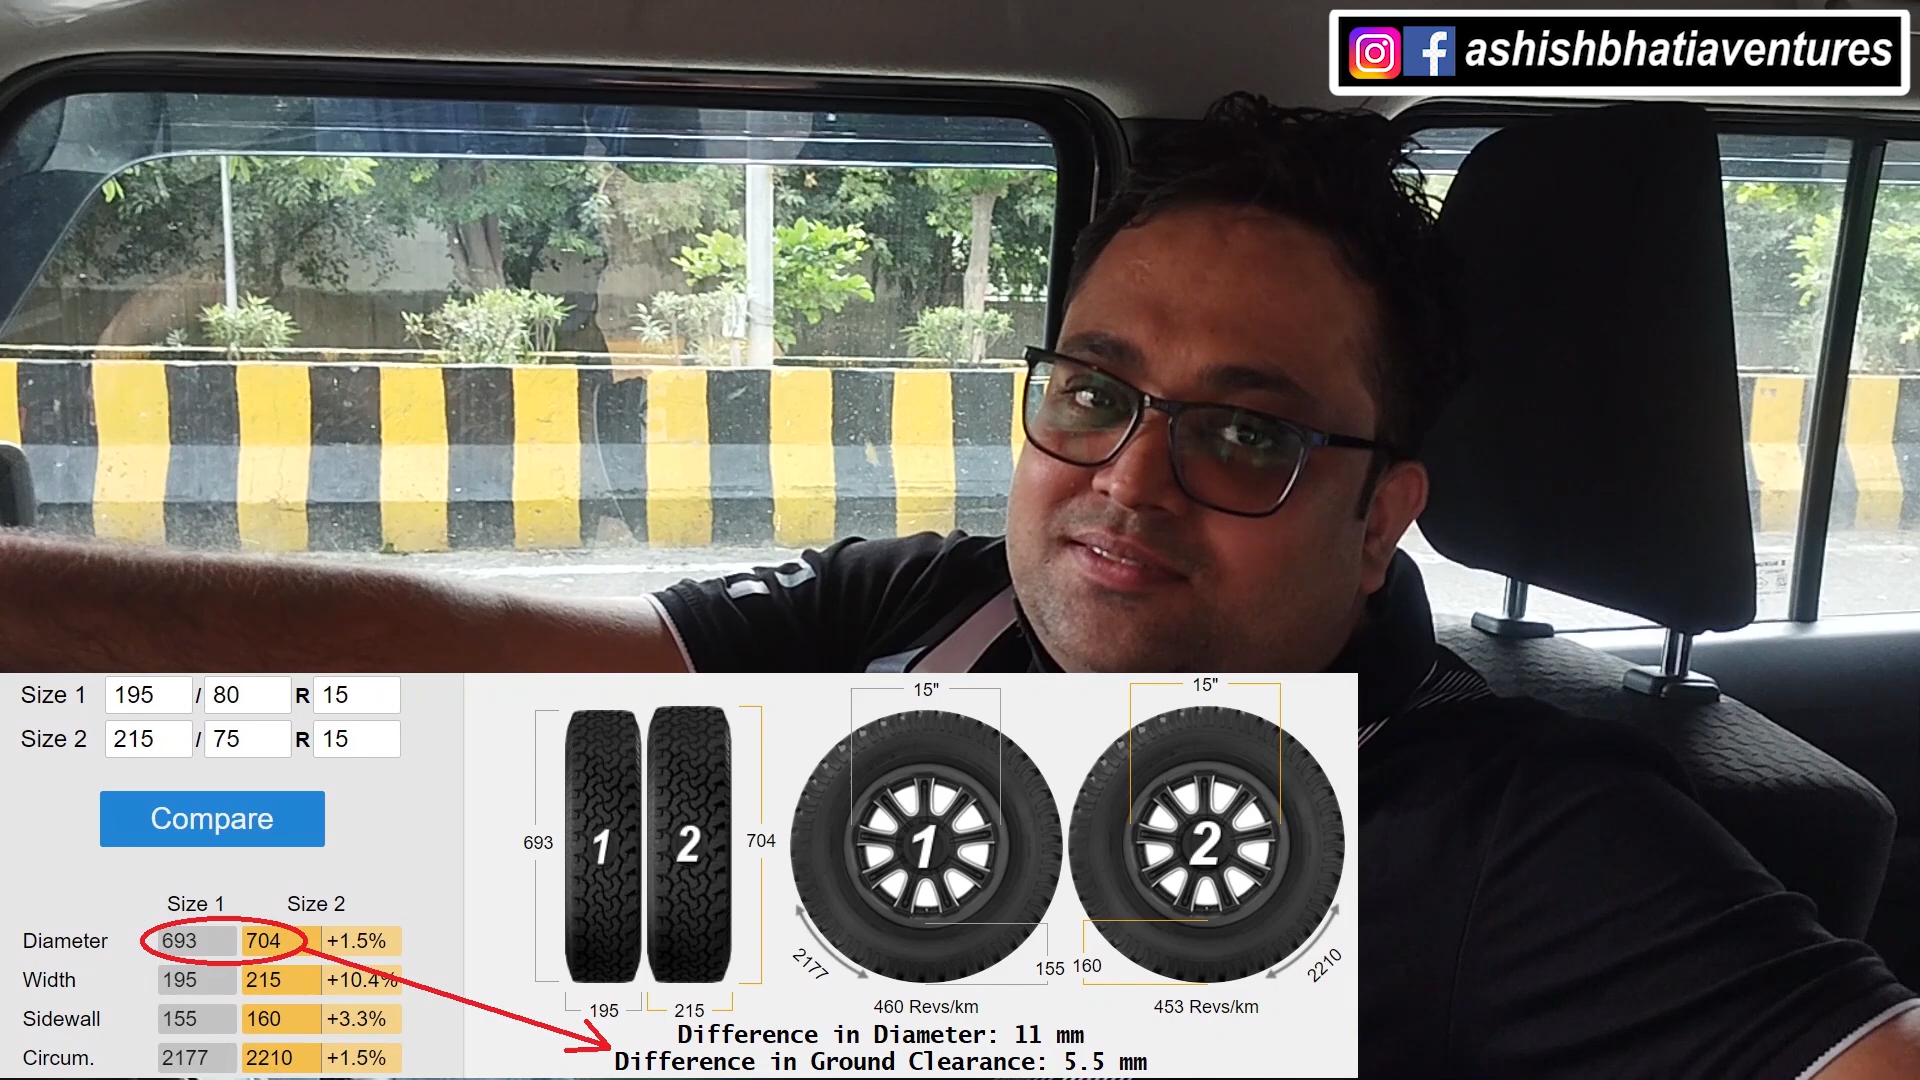 ashishbhatiaventures
Size 1 195 / 80 R 15
Size 2 215 / 75 R 15
Compare
Size 1 Size 2
Diameter 693 704 +1.5%
Width 195 215 +10.4%
Sidewall 155 160 +3.3%
Circum. 2177 2210 +1.5%
693
1
2
704
195
215
15"
1
2177
155
460 Revs/km
15"
2
160
2210
453 Revs/km
Difference in Diameter: 11 mm
Difference in Ground Clearance: 5.5 mm